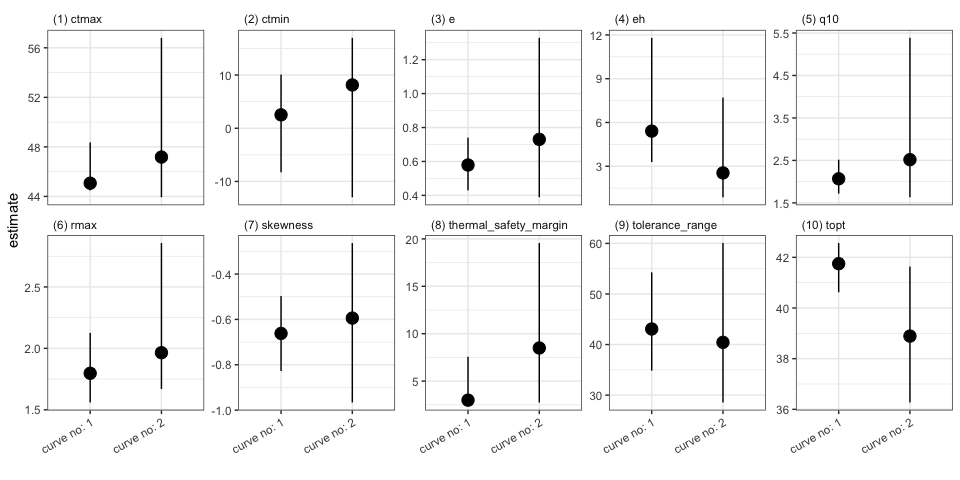 (1) ctmax
(2) ctmin
(3) e
(4) eh
(5) q10
56
52
48
44
10
0
-10
1.2
1.0
0.8
0.6
0.4
12
9
6
3
5.5
4.5
3.5
2.5
1.5
estimate
(6) rmax
(7) skewness
(8) thermal_safety_margin
(9) tolerance_range
(10) topt
2.5
2.0
1.5
-0.4
-0.6
-0.8
-1.0
20
15
10
5
60
50
40
30
42
40
38
36
curve no: 1
curve no: 2
curve no: 1
curve no: 2
curve no: 1
curve no: 2
curve no: 1
curve no: 2
curve no: 1
curve no: 2